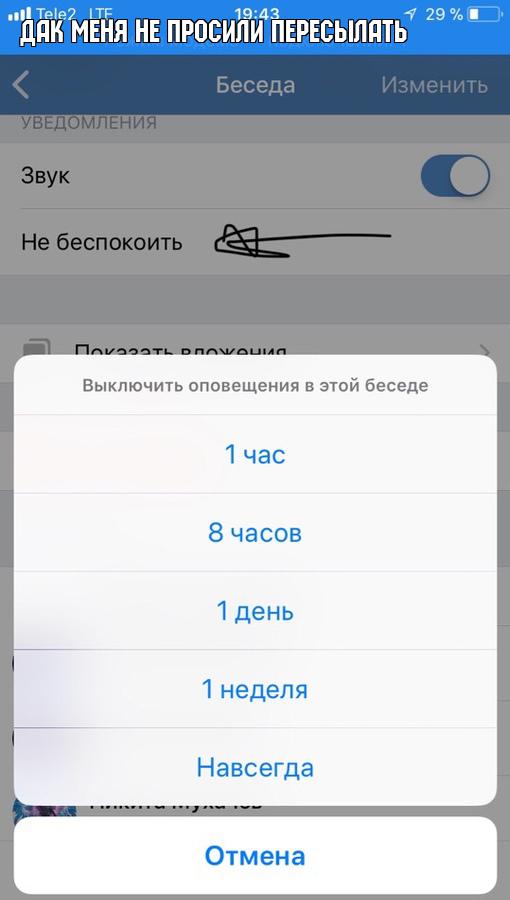 Tele2 LTE 19:43 29 %
ДАК МЕНЯ НЕ ПРОСИЛИ ПЕРЕСЫЛАТЬ
Беседа Изменить
УВЕДОМЛЕНИЯ
Звук
Не беспокоить
Показать вложения
Выключить оповещения в этой беседе
1 час
8 часов
1 день
1 неделя
Навсегда
Никита Мухачов
Отмена